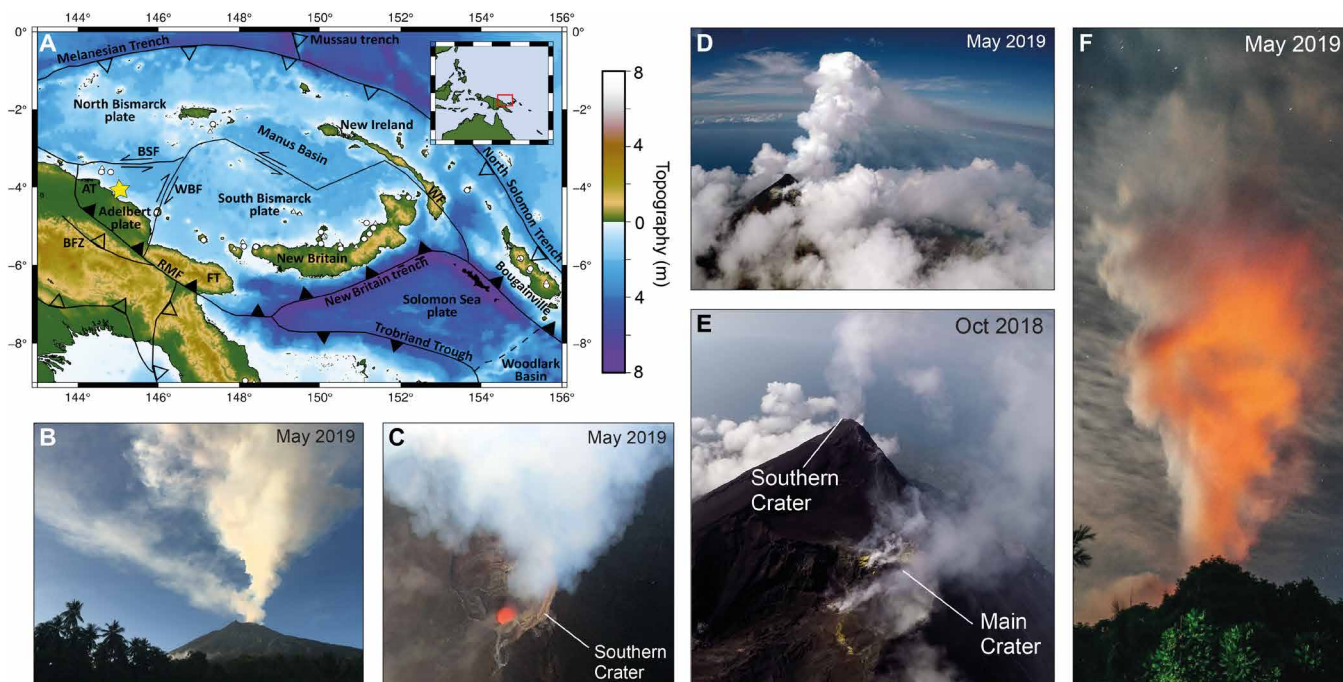 144° 146° 148° 150° 152° 154° 156°
A
0°
−2°
−4°
−6°
−8°
0°
Melanesian Trench
Mussau trench
North Bismarck
plate
New Ireland
Manus Basin
BSF
North Solomon Trench
AT
WBF
South Bismarck
plate
WF
Adelbert
plate
BFZ
RMF
FT
New Britain
New Britain trench
Bougainville
Solomon Sea
plate
Trobriand Trough
Woodlark
Basin
144° 146° 148° 150° 152° 154° 156°
8
6
4
2
0
2
4
6
8
Topography (m)
B
May 2019
C
May 2019
Southern
Crater
D
May 2019
E
Oct 2018
Southern
Crater
Main
Crater
F
May 2019